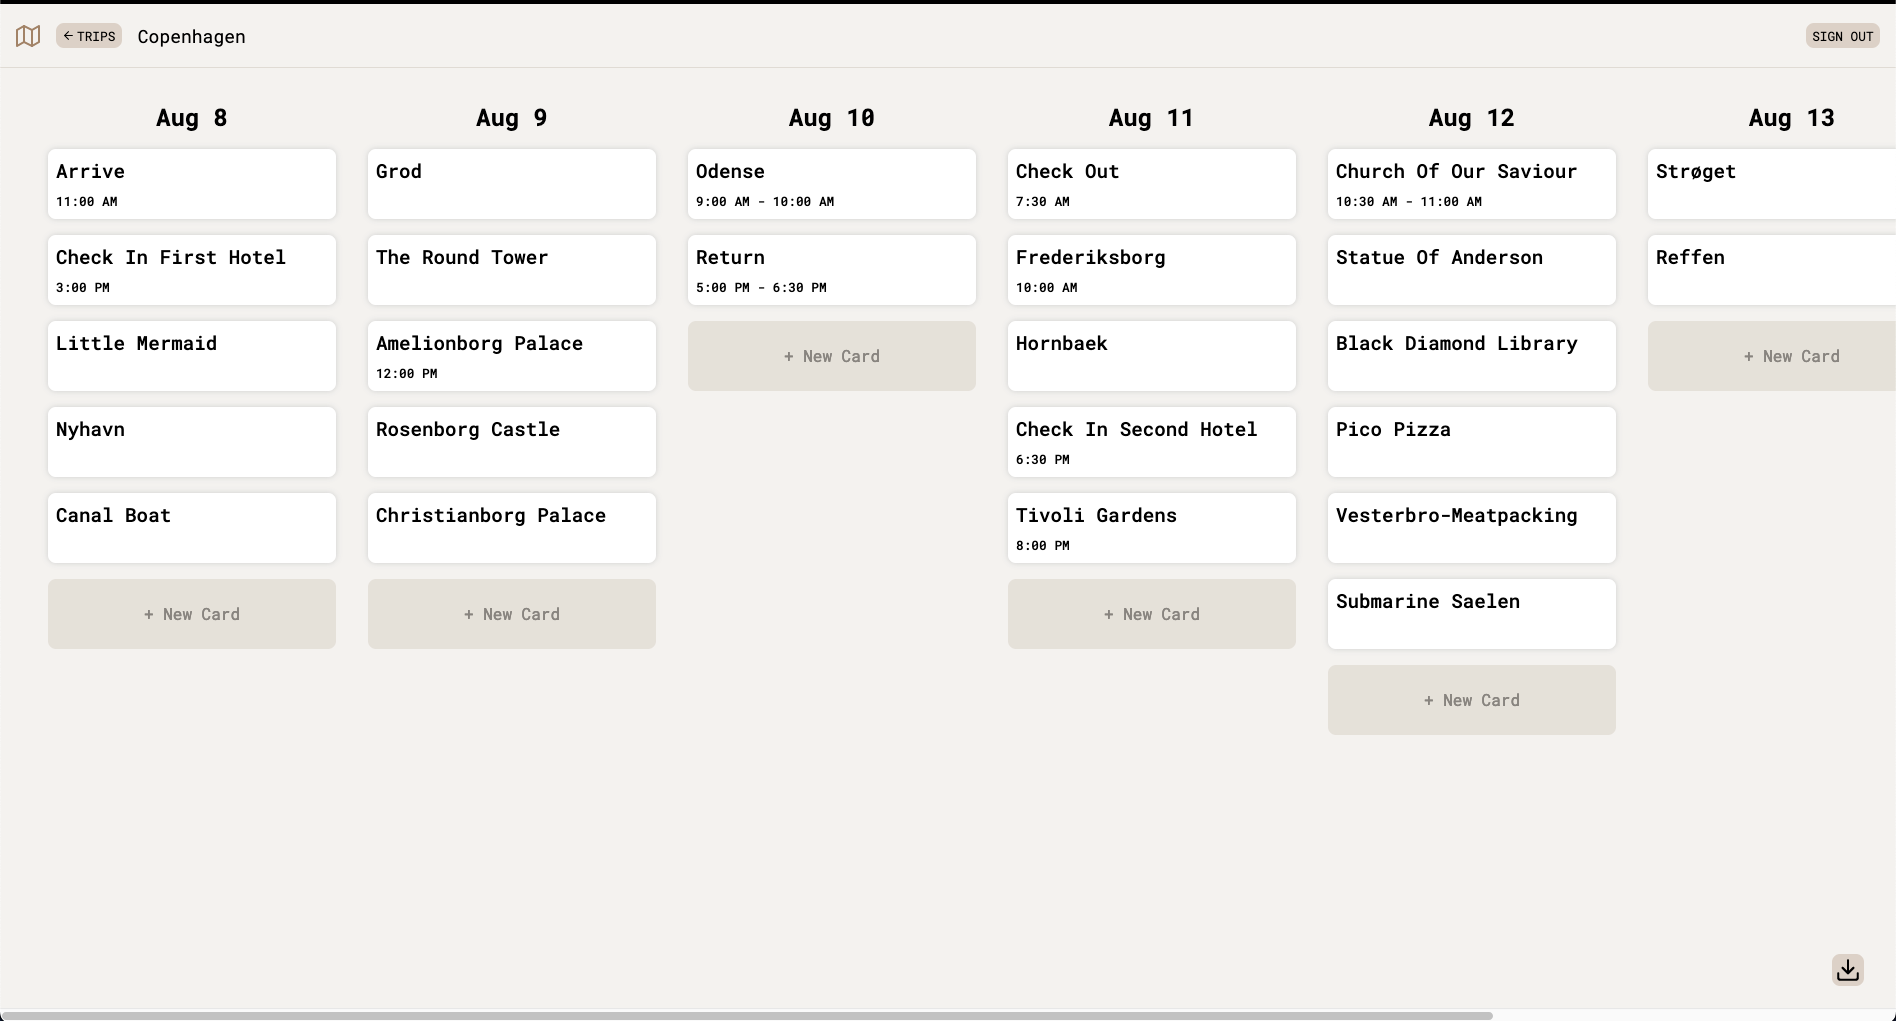 ← TRIPS Copenhagen SIGN OUT
Aug 8
Arrive
11:00 AM
Check In First Hotel
3:00 PM
Little Mermaid
Nyhavn
Canal Boat
+ New Card
Aug 9
Grod
The Round Tower
Amelionborg Palace
12:00 PM
Rosenborg Castle
Christianborg Palace
+ New Card
Aug 10
Odense
9:00 AM - 10:00 AM
Return
5:00 PM - 6:30 PM
+ New Card
Aug 11
Check Out
7:30 AM
Frederiksborg
10:00 AM
Hornbaek
Check In Second Hotel
6:30 PM
Tivoli Gardens
8:00 PM
+ New Card
Aug 12
Church Of Our Saviour
10:30 AM - 11:00 AM
Statue Of Anderson
Black Diamond Library
Pico Pizza
Vesterbro-Meatpacking
Submarine Saelen
+ New Card
Aug 13
Strøget
Reffen
+ New Card